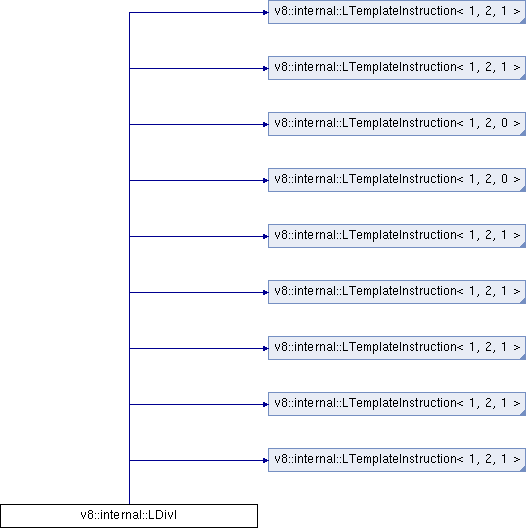 v8::internal::LTemplateInstruction< 1, 2, 1 >
v8::internal::LTemplateInstruction< 1, 2, 1 >
v8::internal::LTemplateInstruction< 1, 2, 0 >
v8::internal::LTemplateInstruction< 1, 2, 0 >
v8::internal::LTemplateInstruction< 1, 2, 1 >
v8::internal::LTemplateInstruction< 1, 2, 1 >
v8::internal::LTemplateInstruction< 1, 2, 1 >
v8::internal::LTemplateInstruction< 1, 2, 1 >
v8::internal::LTemplateInstruction< 1, 2, 1 >
v8::internal::LDivI